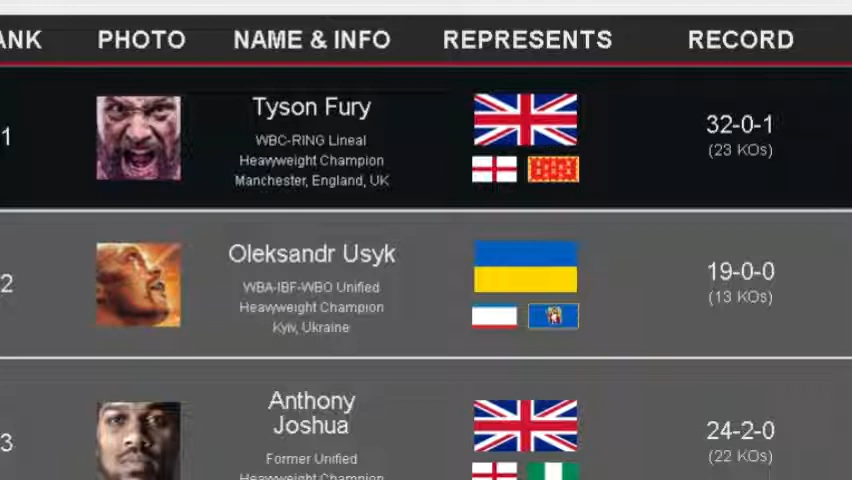 ANK PHOTO NAME & INFO REPRESENTS RECORD
1
Tyson Fury
WBC-RING Lineal
Heavyweight Champion
Manchester, England, UK
32-0-1
(23 KOs)
2
Oleksandr Usyk
WBA-IBF-WBO Unified
Heavyweight Champion
Kyiv, Ukraine
19-0-0
(13 KOs)
3
Anthony
Joshua
Former Unified
Heavyweight Champion
24-2-0
(22 KOs)